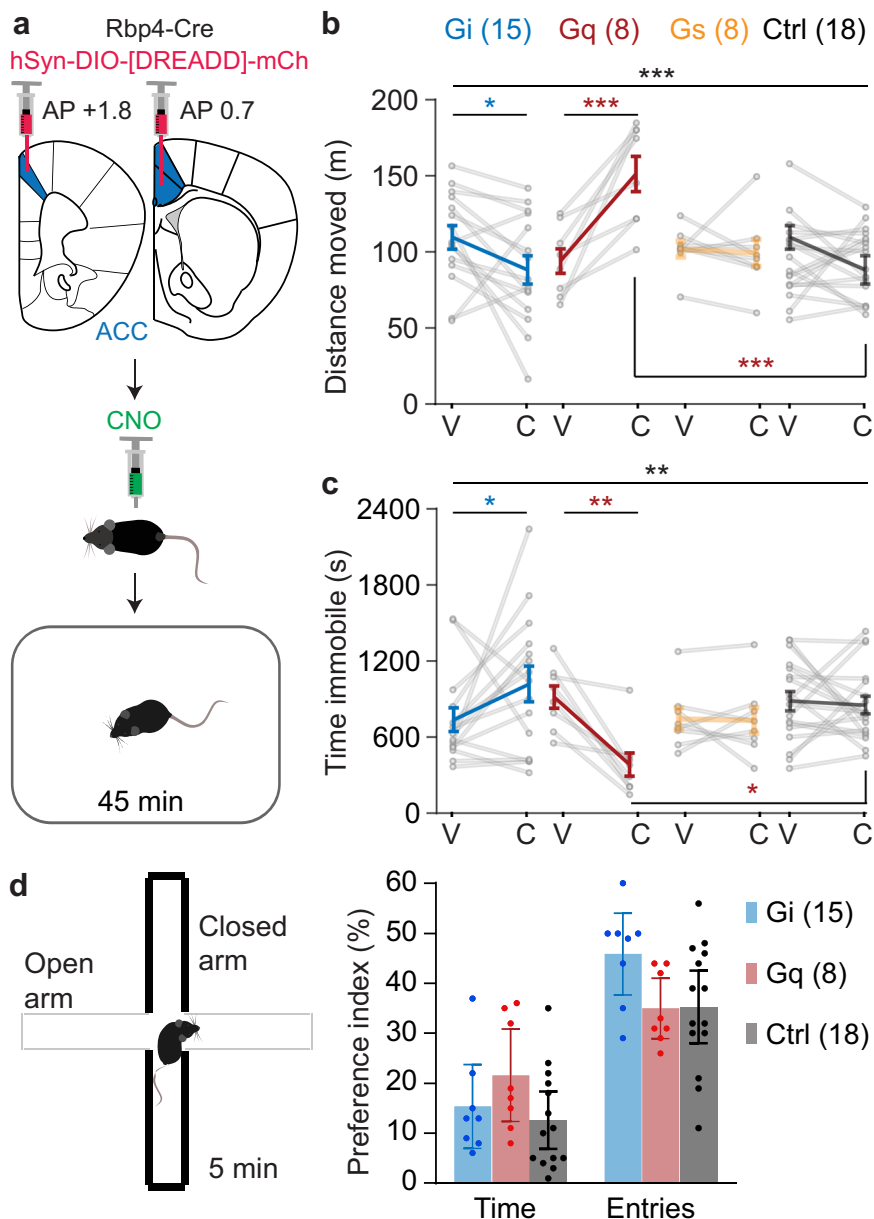 a
Rbp4-Cre
hSyn-DIO-[DREADD]-mCh
AP +1.8
AP 0.7
ACC
CNO
45 min
b
Gi (15)
Gq (8)
Gs (8)
Ctrl (18)
***
*
***
***
Distance moved (m)
200
150
100
50
0
V C V C V C V C
c
**
*
**
*
Time immobile (s)
2400
1800
1200
600
0
V C V C V C V C
d
Open
arm
Closed
arm
5 min
Preference index (%)
60
50
40
30
20
10
0
Time
Entries
Gi (15)
Gq (8)
Ctrl (18)